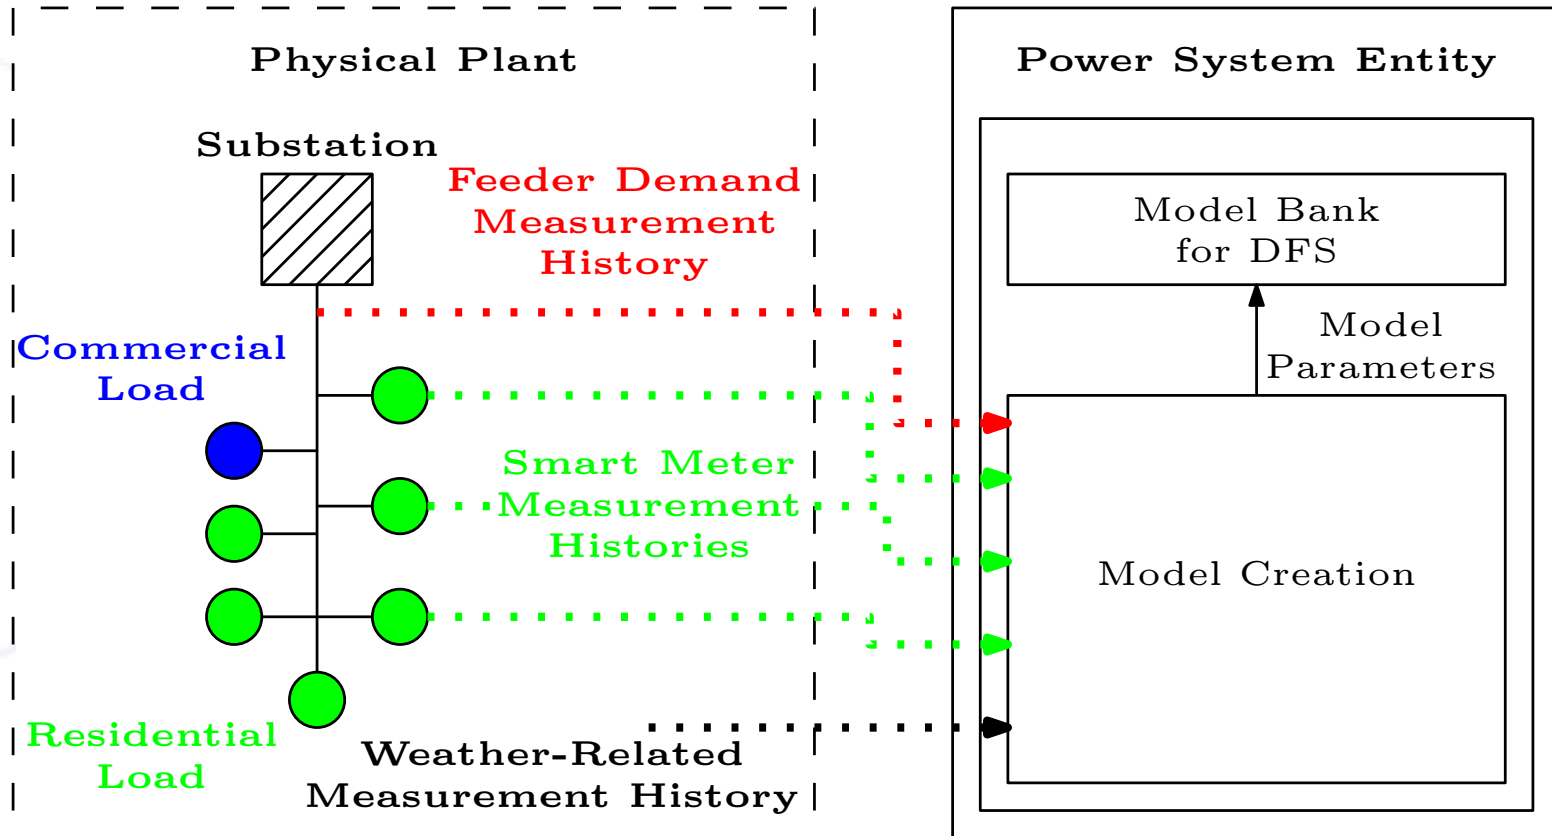 Physical Plant
Substation
Feeder Demand
Measurement
History
Commercial
Load
Smart Meter
Measurement
Histories
Residential
Load
Weather-Related
Measurement History
Power System Entity
Model Bank
for DFS
Model
Parameters
Model Creation